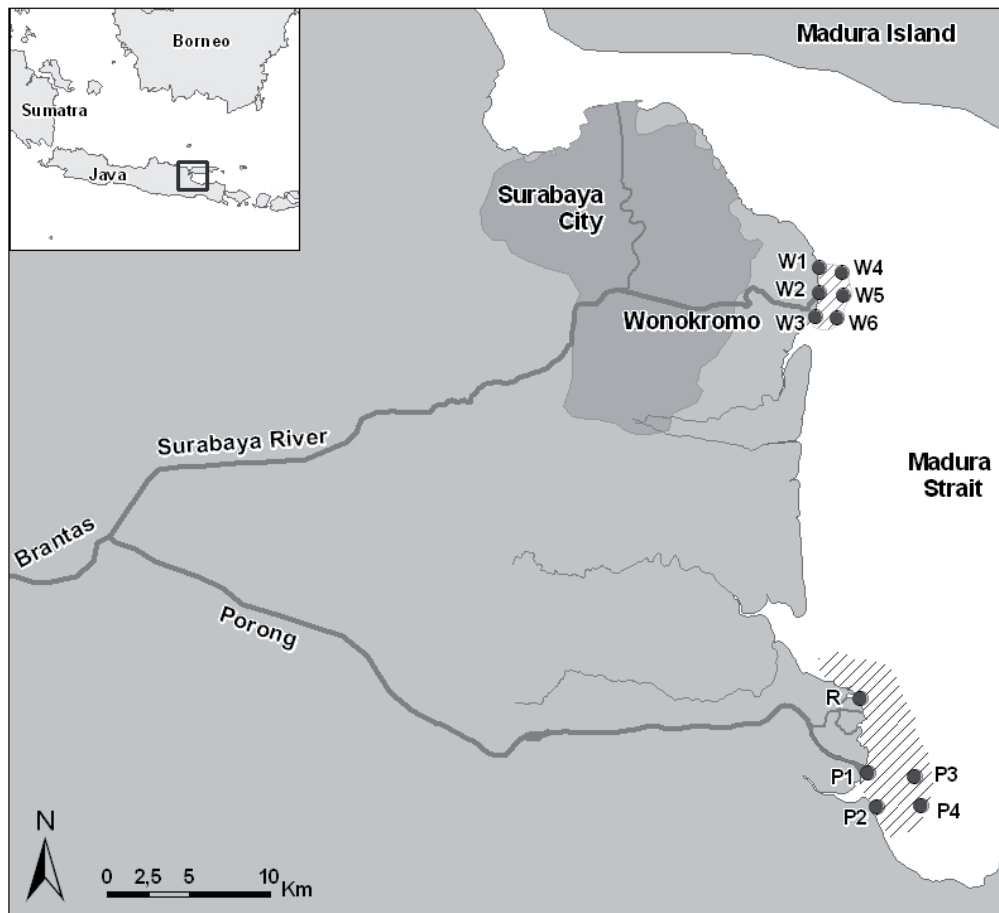 Borneo
Sumatra
Java
Madura Island
Surabaya
City
W1
W4
W2
W5
Wonokromo
W3
W6
Surabaya River
Madura
Strait
Brantas
Porong
R
P1
P3
P2
P4
N
0 2,5 5 10
Km